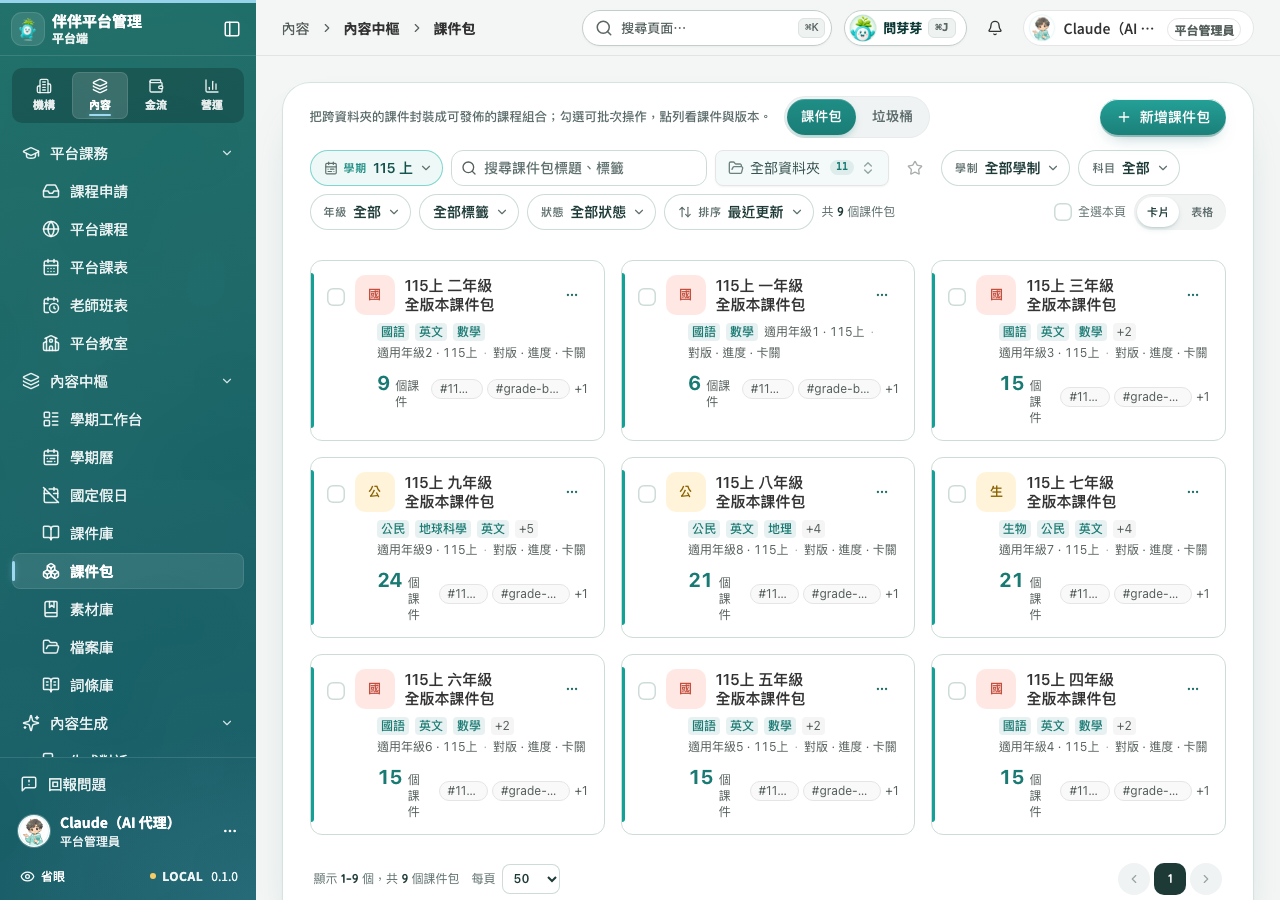 伴伴平台管理
平台端
機構 內容 金流 營運
平台課務
課程申請
平台課程
平台課表
老師班表
平台教室
內容中樞
學期工作台
學期曆
國定假日
課件庫
課件包
素材庫
檔案庫
詞條庫
內容生成
回報問題
Claude（AI 代理）
平台管理員
省眼 LOCAL 0.1.0
內容 > 內容中樞 > 課件包
搜尋頁面… ⌘K
問芽芽 ⌘J
Claude（AI …
平台管理員
把跨資料夾的課件封裝成可發佈的課程組合；勾選可批次操作，點列看課件與版本。
課件包 垃圾桶
+ 新增課件包
學期 115 上
搜尋課件包標題、標籤
全部資料夾 11
學制 全部學制
科目 全部
年級 全部
全部標籤
狀態 全部狀態
排序 最近更新
共 9 個課件包
全選本頁
卡片 表格
國
115上 二年級
全版本課件包
國語 英文 數學
適用年級2 · 115上 · 對版 · 進度 · 卡關
9 個課
件
#11... #grade-b... +1
國
115上 一年級
全版本課件包
國語 數學 適用年級1 · 115上 ·
對版 · 進度 · 卡關
6 個課
件
#11... #grade-b... +1
國
115上 三年級
全版本課件包
國語 英文 數學 +2
適用年級3 · 115上 · 對版 · 進度 · 卡關
15 個
課
件
#11... #grade-... +1
公
115上 九年級
全版本課件包
公民 地球科學 英文 +5
適用年級9 · 115上 · 對版 · 進度 · 卡關
24 個
課
件
#11... #grade-... +1
公
115上 八年級
全版本課件包
公民 英文 地理 +4
適用年級8 · 115上 · 對版 · 進度 · 卡關
21 個
課
件
#11... #grade-... +1
生
115上 七年級
全版本課件包
生物 公民 英文 +4
適用年級7 · 115上 · 對版 · 進度 · 卡關
21 個
課
件
#11... #grade-... +1
國
115上 六年級
全版本課件包
國語 英文 數學 +2
適用年級6 · 115上 · 對版 · 進度 · 卡關
15 個
課
件
#11... #grade-... +1
國
115上 五年級
全版本課件包
國語 英文 數學 +2
適用年級5 · 115上 · 對版 · 進度 · 卡關
15 個
課
件
#11... #grade-... +1
國
115上 四年級
全版本課件包
國語 英文 數學 +2
適用年級4 · 115上 · 對版 · 進度 · 卡關
15 個
課
件
#11... #grade-... +1
顯示 1–9 個，共 9 個課件包 每頁 50
1